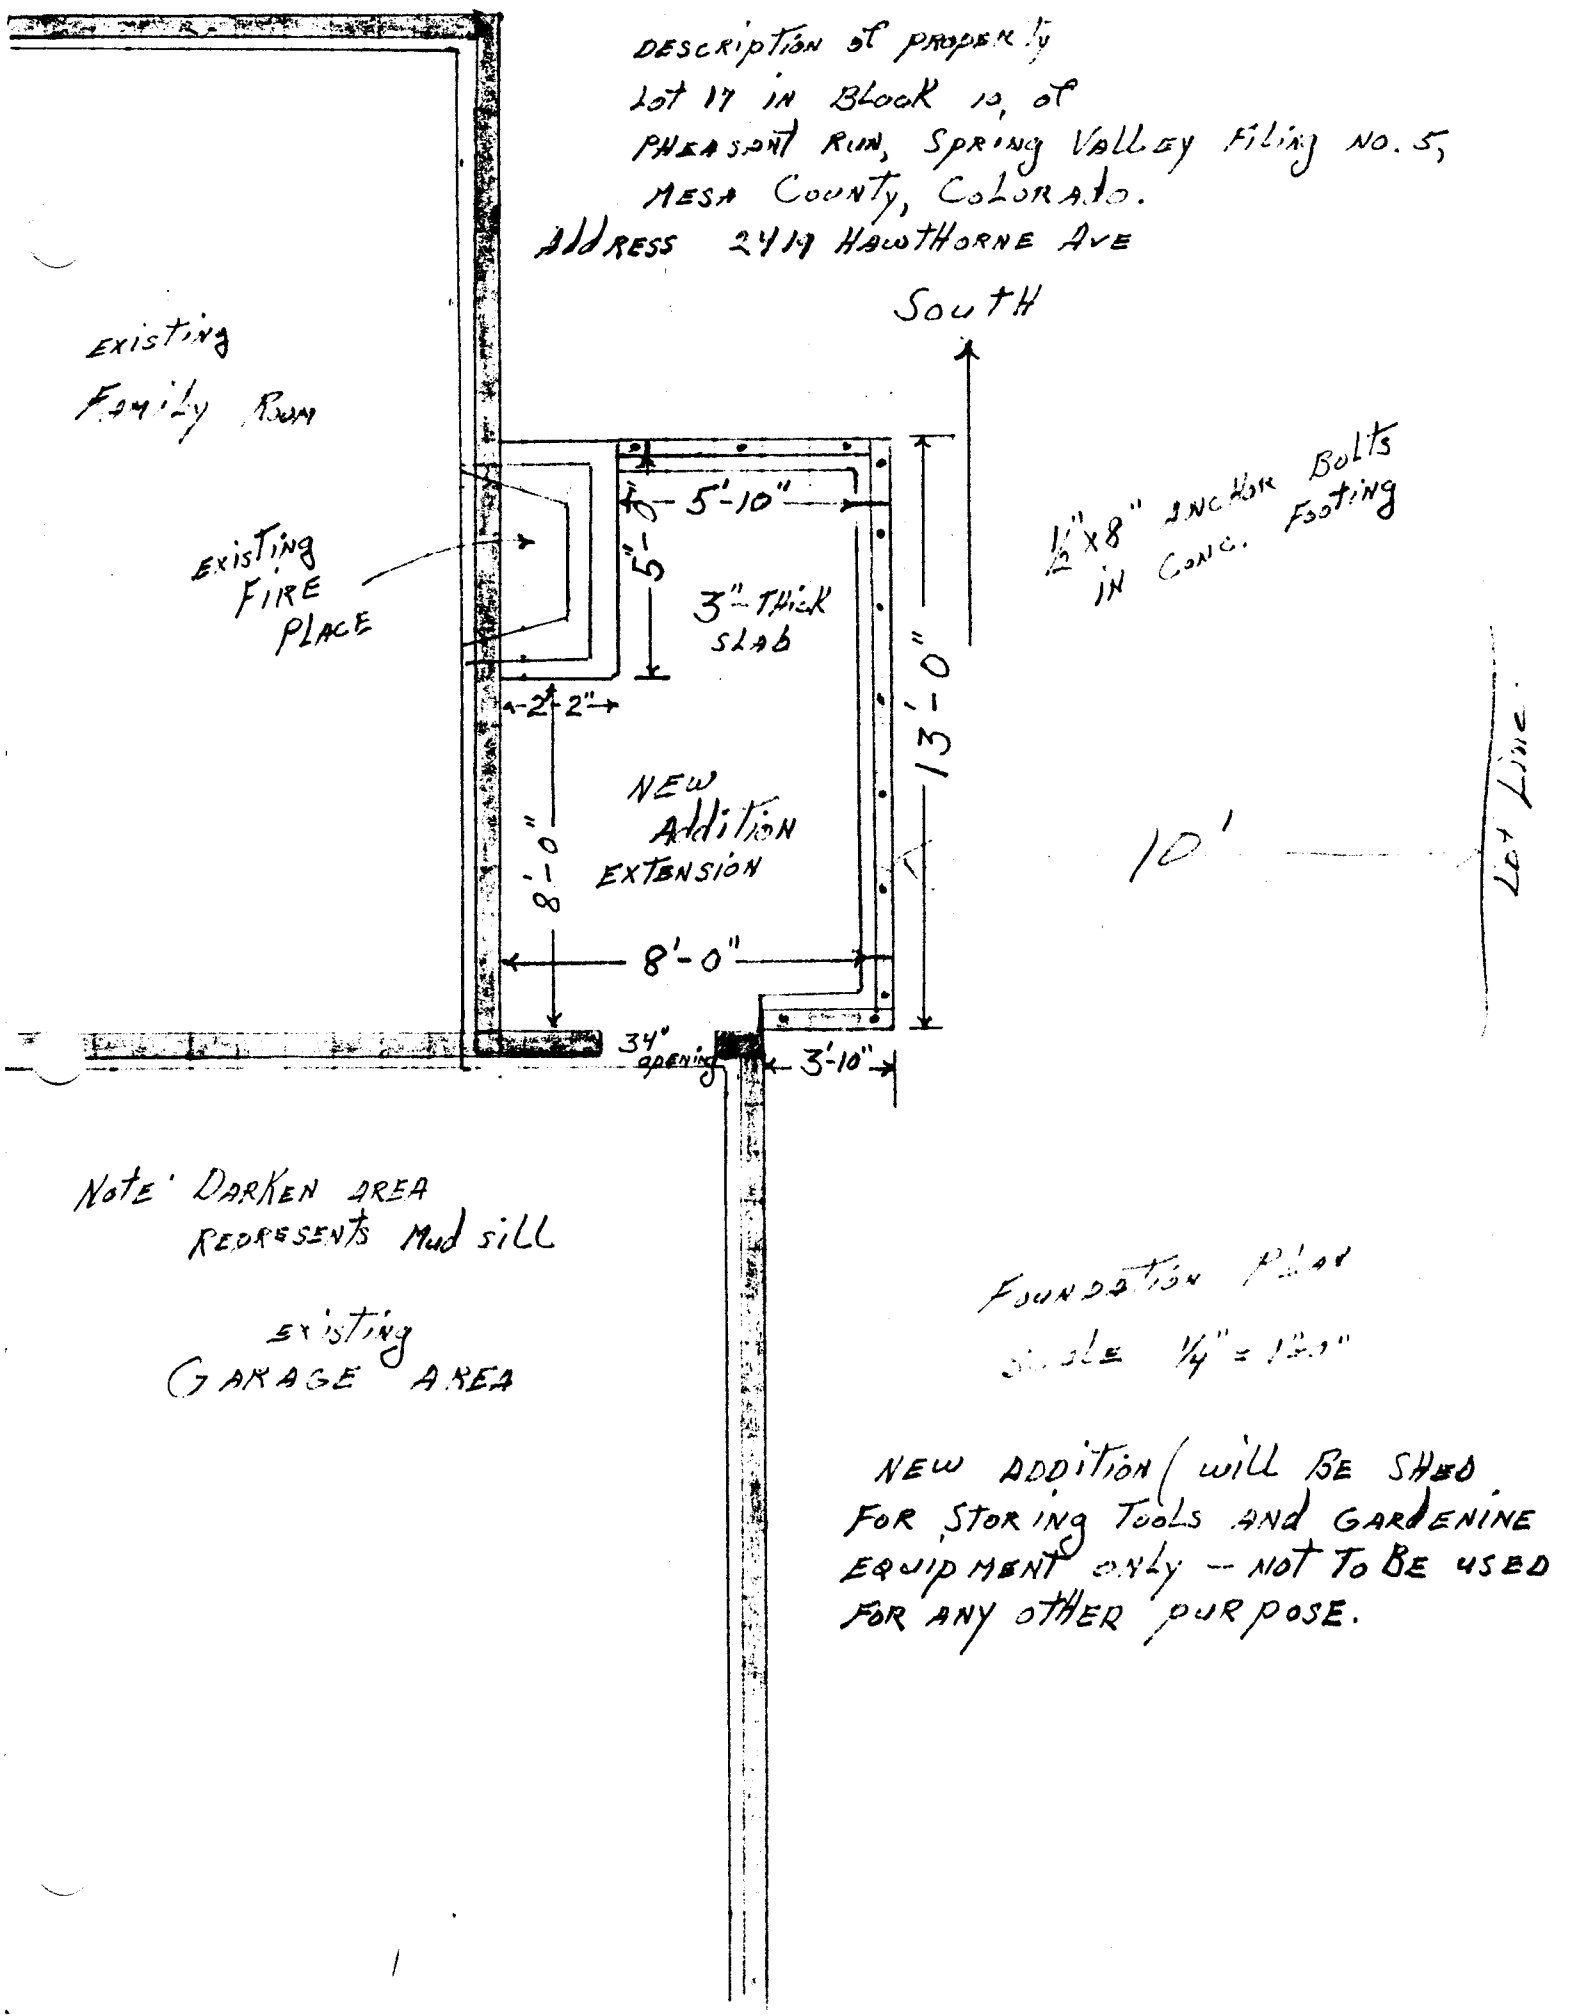 DESCRIPTION OF PROPERTY
LOT 17 IN BLOCK 10, OF
PHEASANT RUN, SPRING VALLEY FILING NO. 5,
MESA COUNTY, COLORADO.
ADDRESS 2419 HAWTHORNE AVE
SOUTH
EXISTING
FAMILY ROOM
1/2" X 8" ANCHOR BOLTS
IN CONC. FOOTING
5'-10"
5'-0"
EXISTING
FIRE
PLACE
3"-THICK
SLAB
13'-0"
2'-2"
NEW
ADDITION
EXTENSION
8'-0"
10'
LOT LINE
8'-0"
34"
OPENING
3'-10"
NOTE: DARKEN AREA
REPRESENTS MUD SILL
EXISTING
GARAGE AREA
FOUNDATION PLAN
SCALE 1/4" = 1'-0"
NEW ADDITION (WILL BE SHED
FOR STORING TOOLS AND GARDENINE
EQUIPMENT ONLY - NOT TO BE USED
FOR ANY OTHER PURPOSE.